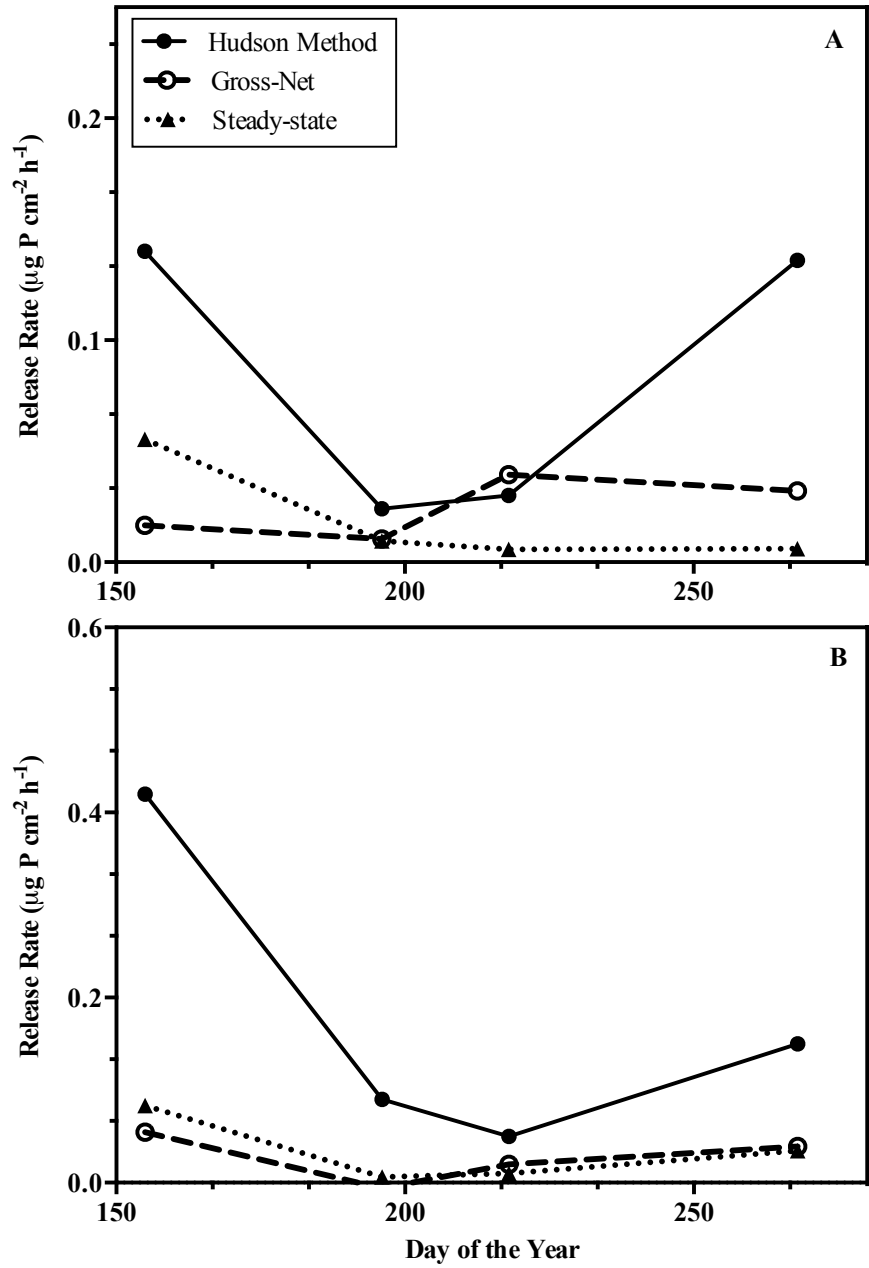 A
Hudson Method
Gross-Net
Steady-state
Release Rate (µg P cm⁻² h⁻¹)
0.2
0.1
0.0
150 200 250
B
Release Rate (µg P cm⁻² h⁻¹)
0.6
0.4
0.2
0.0
150 200 250
Day of the Year